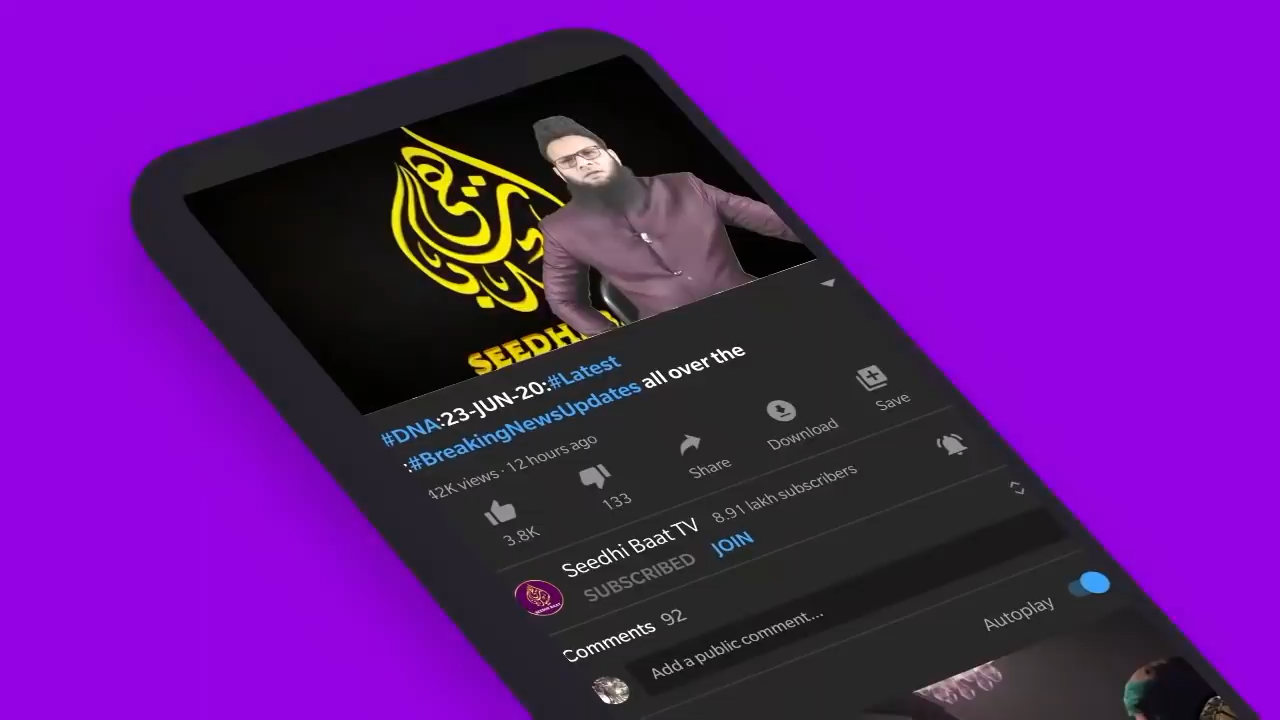 SEEDHI B
#DNA:23-JUN-20:#Latest
:#BreakingNewsUpdates all over the
42K views · 12 hours ago
3.8K
133
Share
Download
Save
Seedhi Baat TV 8.91 lakh subscribers
SUBSCRIBED JOIN
Comments 92
Add a public comment...
Autoplay